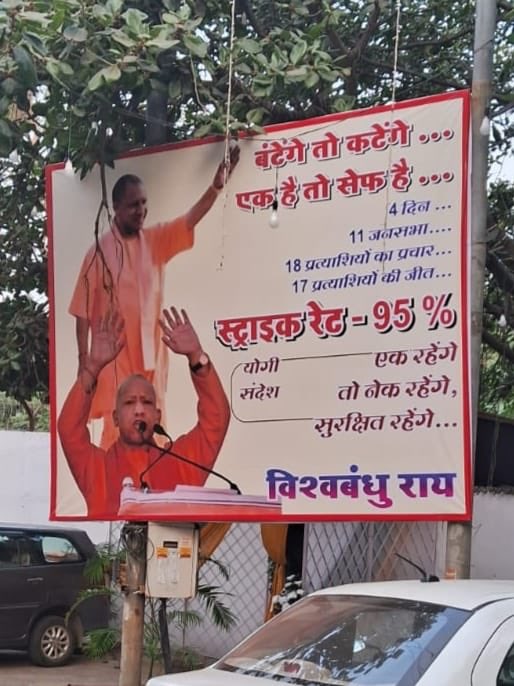 बंटेंगे तो कटेंगे ...
एक है तो सेफ है ...
4 दिन ...
11 जनसभा....
18 प्रत्याशियों का प्रचार...
17 प्रत्याशियों की जीत...
स्ट्राइक रेट - 95 %
योगी संदेश
एक रहेंगे
तो नेक रहेंगे,
सुरक्षित रहेंगे...
विश्वबंधु राय